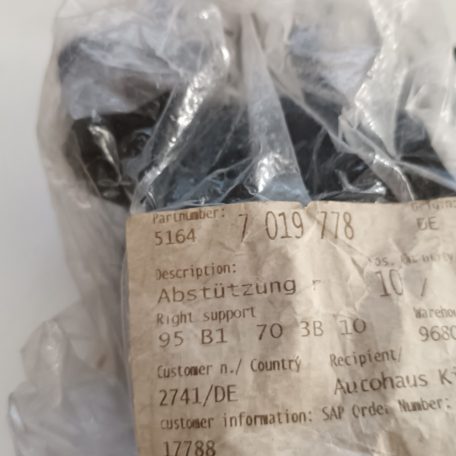 Partnumber:
5164 7 019 778 DE
Description:
Abstützung r 10 /
Right support
95 B1 70 3B 10 9680
Customer n./ Country Recipient/
2741/DE Autohaus K
Customer information: SAP Order Number:
17788